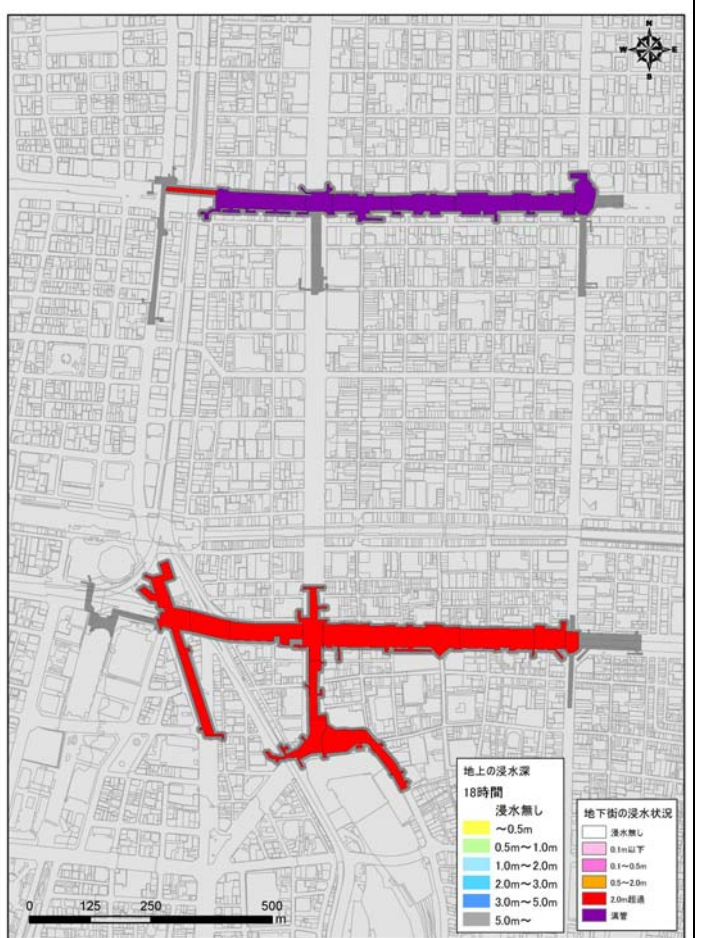 N
W E
S
地上の浸水深
18時間
浸水無し
～0.5m
0.5m～1.0m
1.0m～2.0m
2.0m～3.0m
3.0m～5.0m
5.0m～
地下街の浸水状況
浸水無し
0.1m以下
0.1～0.5m
0.5～2.0m
2.0m超過
満管
0 125 250 500
m